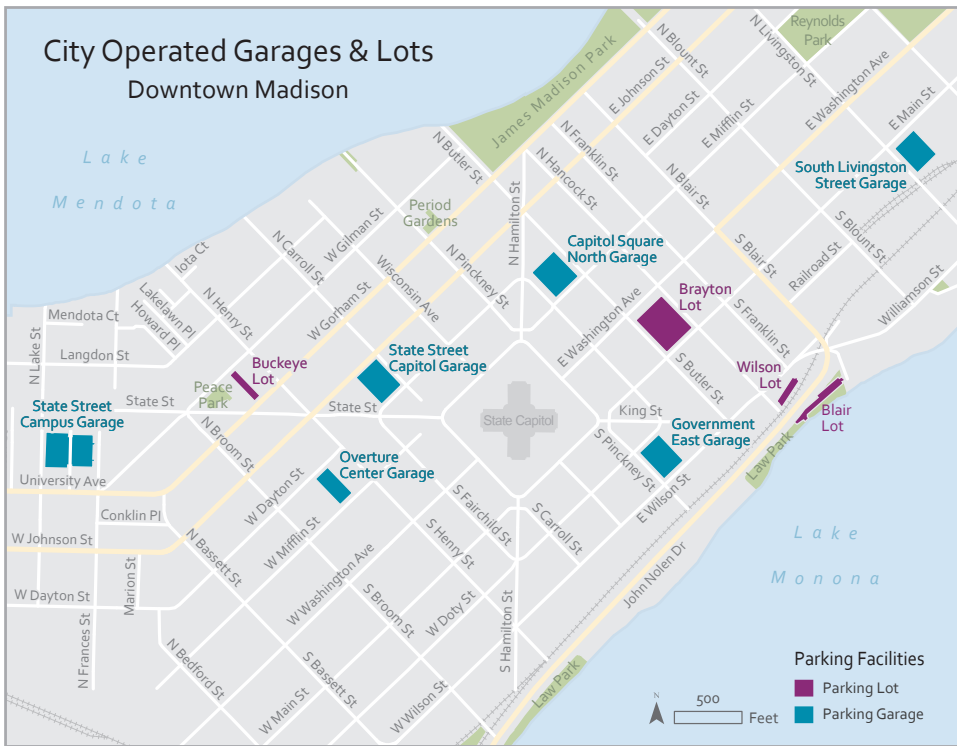 City Operated Garages & Lots
Downtown Madison
Lake
Mendota
James Madison Park
Reynolds
Park
N Blount St
N Livingston St
E Washington Ave
E Johnson St
E Dayton St
E Mifflin St
E Main St
South Livingston
Street Garage
N Butler St
N Franklin St
N Hancock St
N Blair St
Period
Gardens
N Hamilton St
W Gilman St
N Carroll St
Iota Ct
Wisconsin Ave
N Pinckney St
Capitol Square
North Garage
S Blair St
S Blount St
Railroad St
Williamson St
Lakelawn Pl
Howard Pl
N Henry St
W Gorham St
Brayton
Lot
E Washington Ave
S Franklin St
Mendota Ct
Langdon St
N Lake St
Buckeye
Lot
State Street
Capitol Garage
S Butler St
Wilson
Lot
Blair
Lot
Peace
Park
State St
State St
State Street
Campus Garage
State Capitol
King St
Government
East Garage
Law Park
N Broom St
Overture
Center Garage
S Pinckney St
E Wilson St
University Ave
Conklin Pl
W Dayton St
W Mifflin St
S Fairchild St
S Carroll St
W Johnson St
N Bassett St
W Washington Ave
S Henry St
Lake
Monona
John Nolen Dr
Marion St
W Dayton St
S Broom St
W Doty St
S Hamilton St
N Frances St
N Bedford St
S Bassett St
W Main St
W Wilson St
Law Park
Parking Facilities
Parking Lot
Parking Garage
N
500
Feet